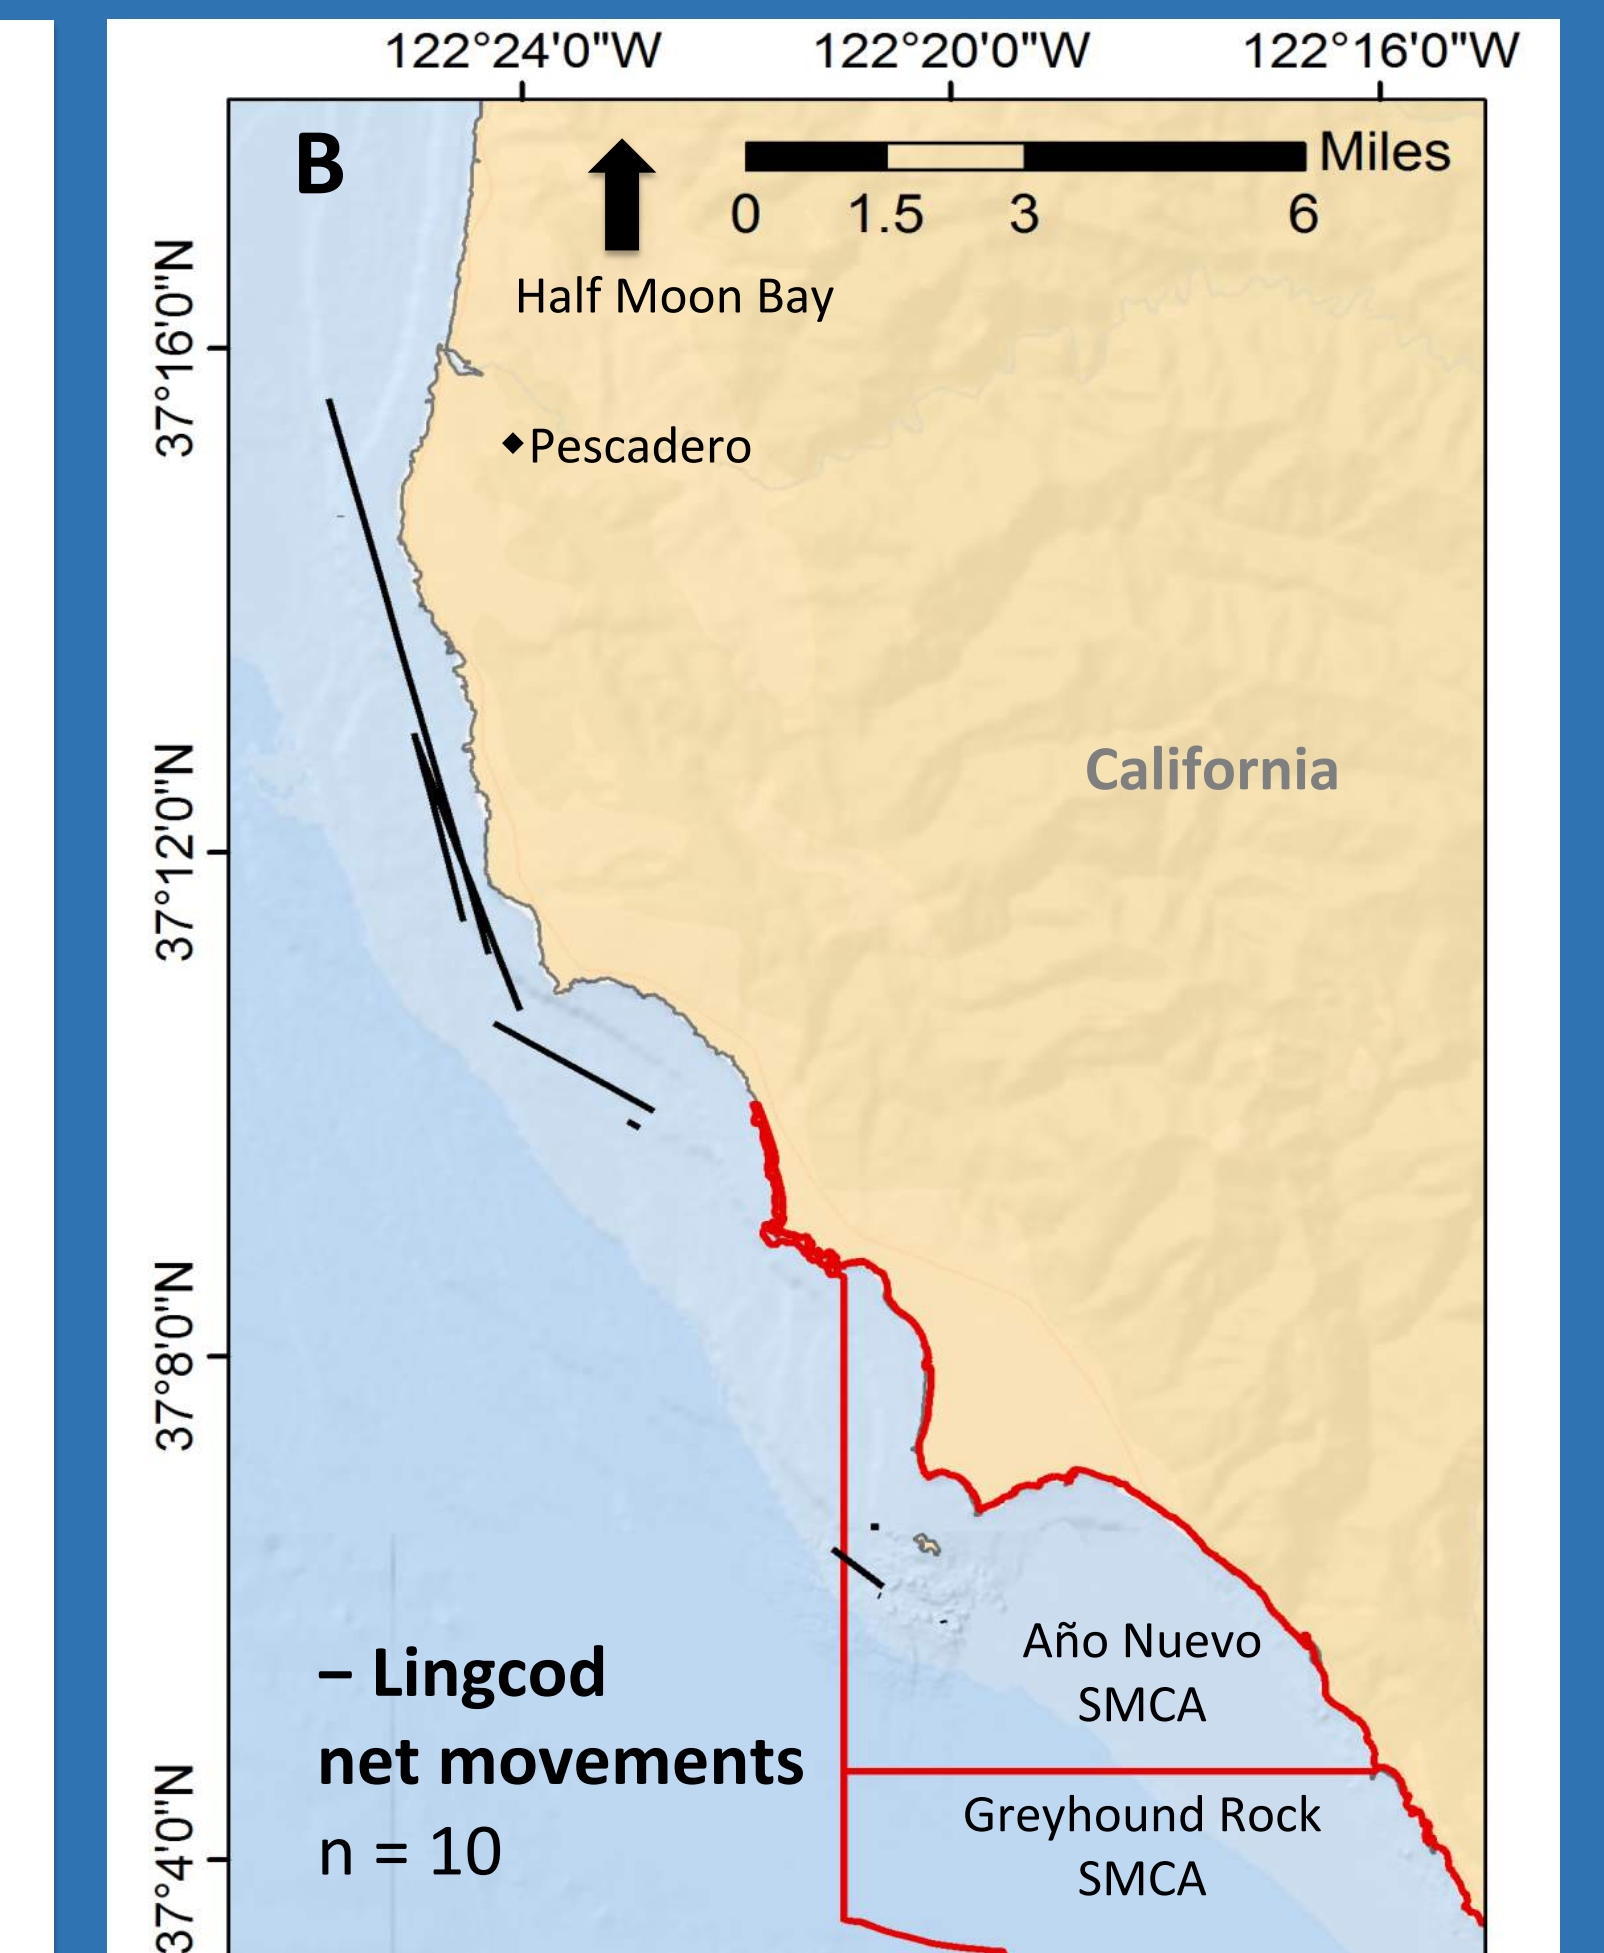 122°24'0"W 122°20'0"W 122°16'0"W
B
Miles
0 1.5 3 6
Half Moon Bay
37°16'0"N
Pescadero
California
37°12'0"N
37°8'0"N
Año Nuevo
SMCA
– Lingcod
net movements
n = 10
Greyhound Rock
SMCA
37°4'0"N